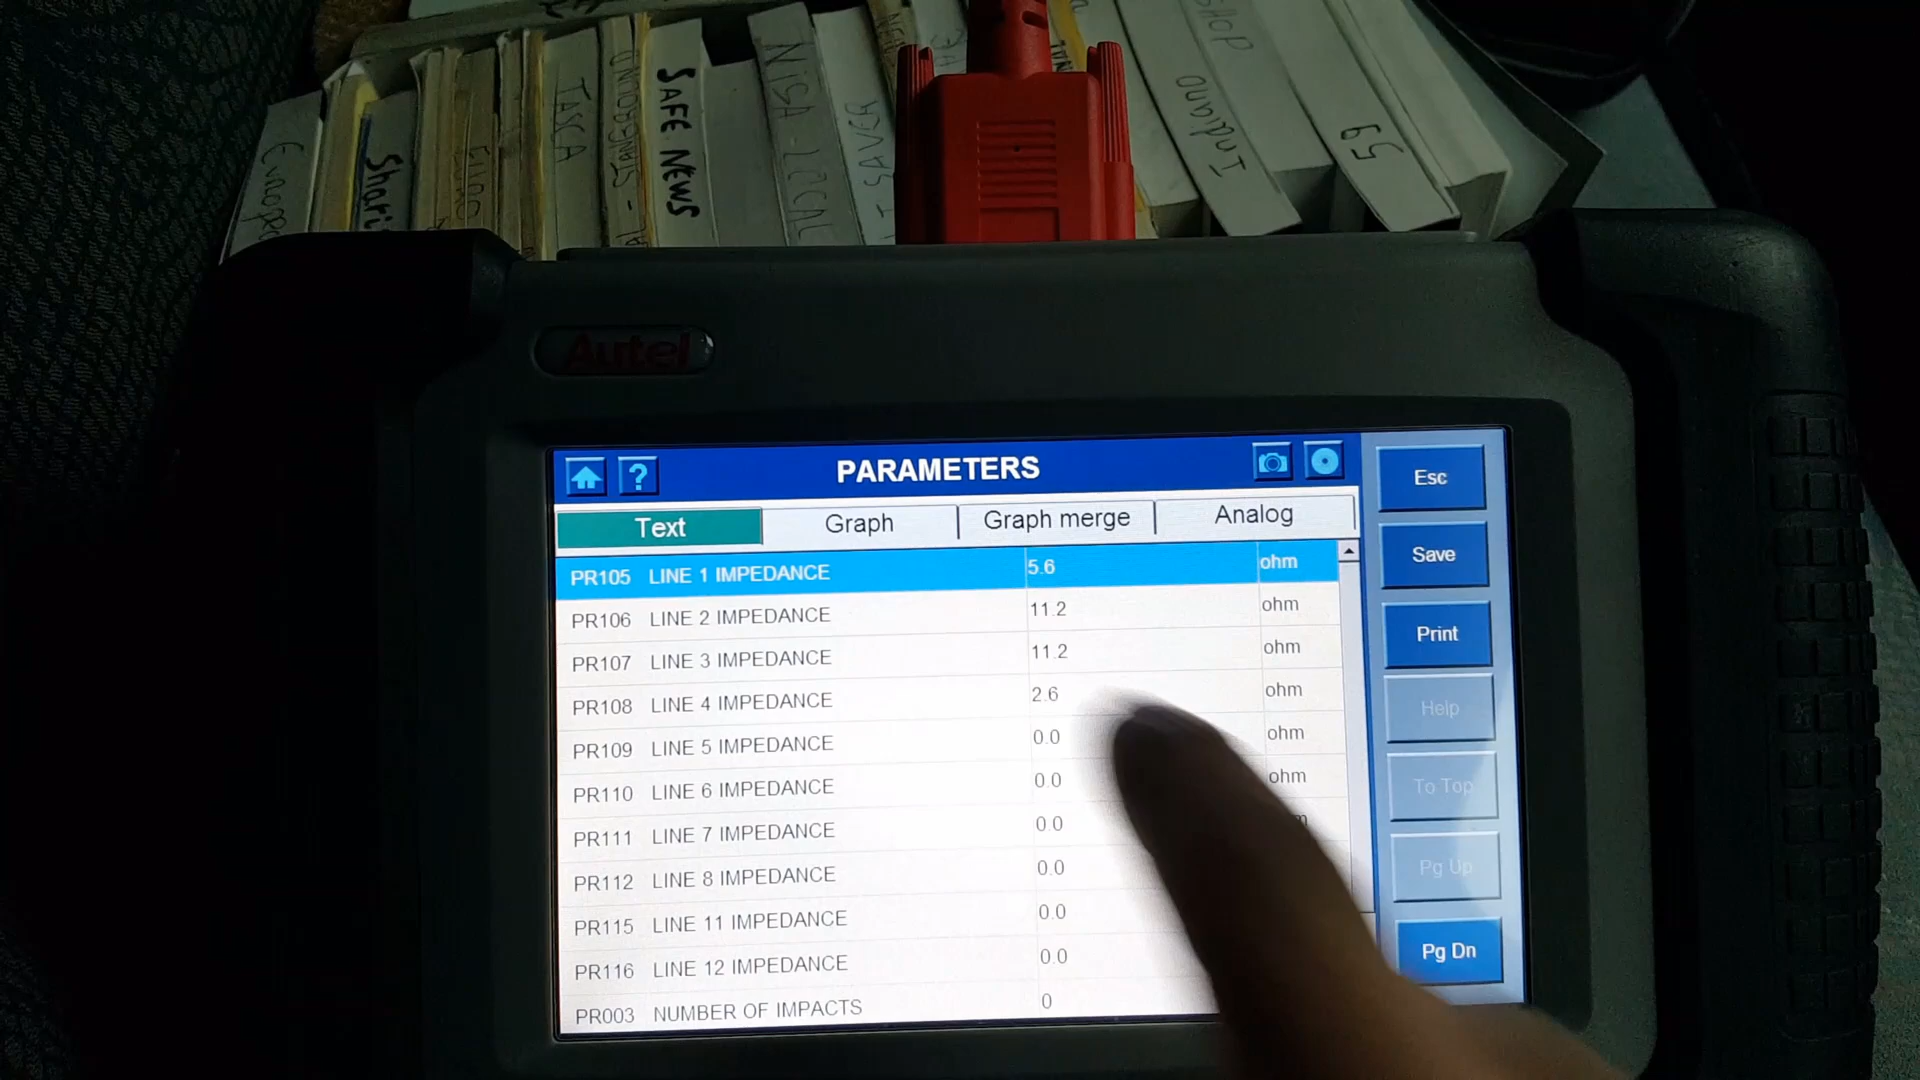 TASCA
SAFE NEWS
NISA
Indiano
59
Autel
PARAMETERS
Text Graph Graph merge Analog
PR105 LINE 1 IMPEDANCE 5.6 ohm
PR106 LINE 2 IMPEDANCE 11.2 ohm
PR107 LINE 3 IMPEDANCE 11.2 ohm
PR108 LINE 4 IMPEDANCE 2.6 ohm
PR109 LINE 5 IMPEDANCE 0.0 ohm
PR110 LINE 6 IMPEDANCE 0.0 ohm
PR111 LINE 7 IMPEDANCE 0.0
PR112 LINE 8 IMPEDANCE 0.0
PR115 LINE 11 IMPEDANCE 0.0
PR116 LINE 12 IMPEDANCE 0.0
PR003 NUMBER OF IMPACTS 0
Esc
Save
Print
Help
To Top
Pg Up
Pg Dn